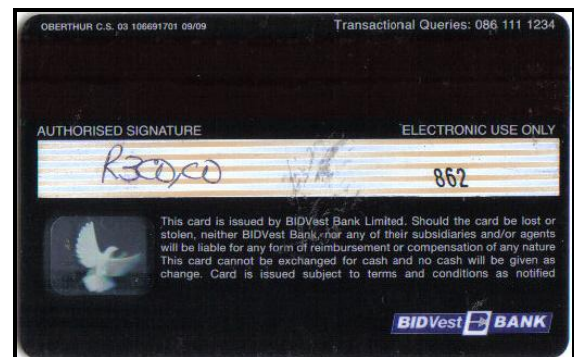 OBERTHUR C.S. 03 106691701 09/09 Transactional Queries: 086 111 1234
AUTHORISED SIGNATURE ELECTRONIC USE ONLY
R300,00 862
This card is issued by BIDVest Bank Limited. Should the card be lost or
stolen, neither BIDVest Bank, nor any of their subsidiaries and/or agents
will be liable for any form of reimbursement or compensation of any nature
This card cannot be exchanged for cash and no cash will be given as
change. Card is issued subject to terms and conditions as notified
BIDVest BANK